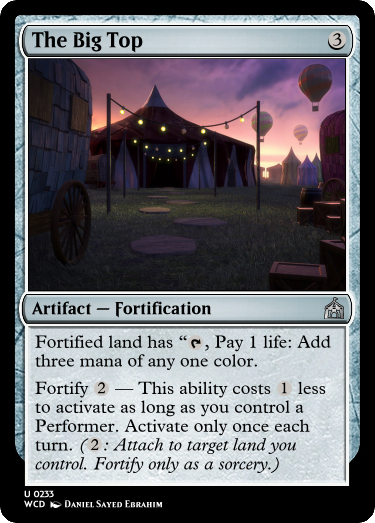 The Big Top 3
Artifact — Fortification
Fortified land has “, Pay 1 life: Add
three mana of any one color.
Fortify 2 — This ability costs 1 less
to activate as long as you control a
Performer. Activate only once each
turn. (2: Attach to target land you
control. Fortify only as a sorcery.)
U 0233
WCD Daniel Sayed Ebrahim